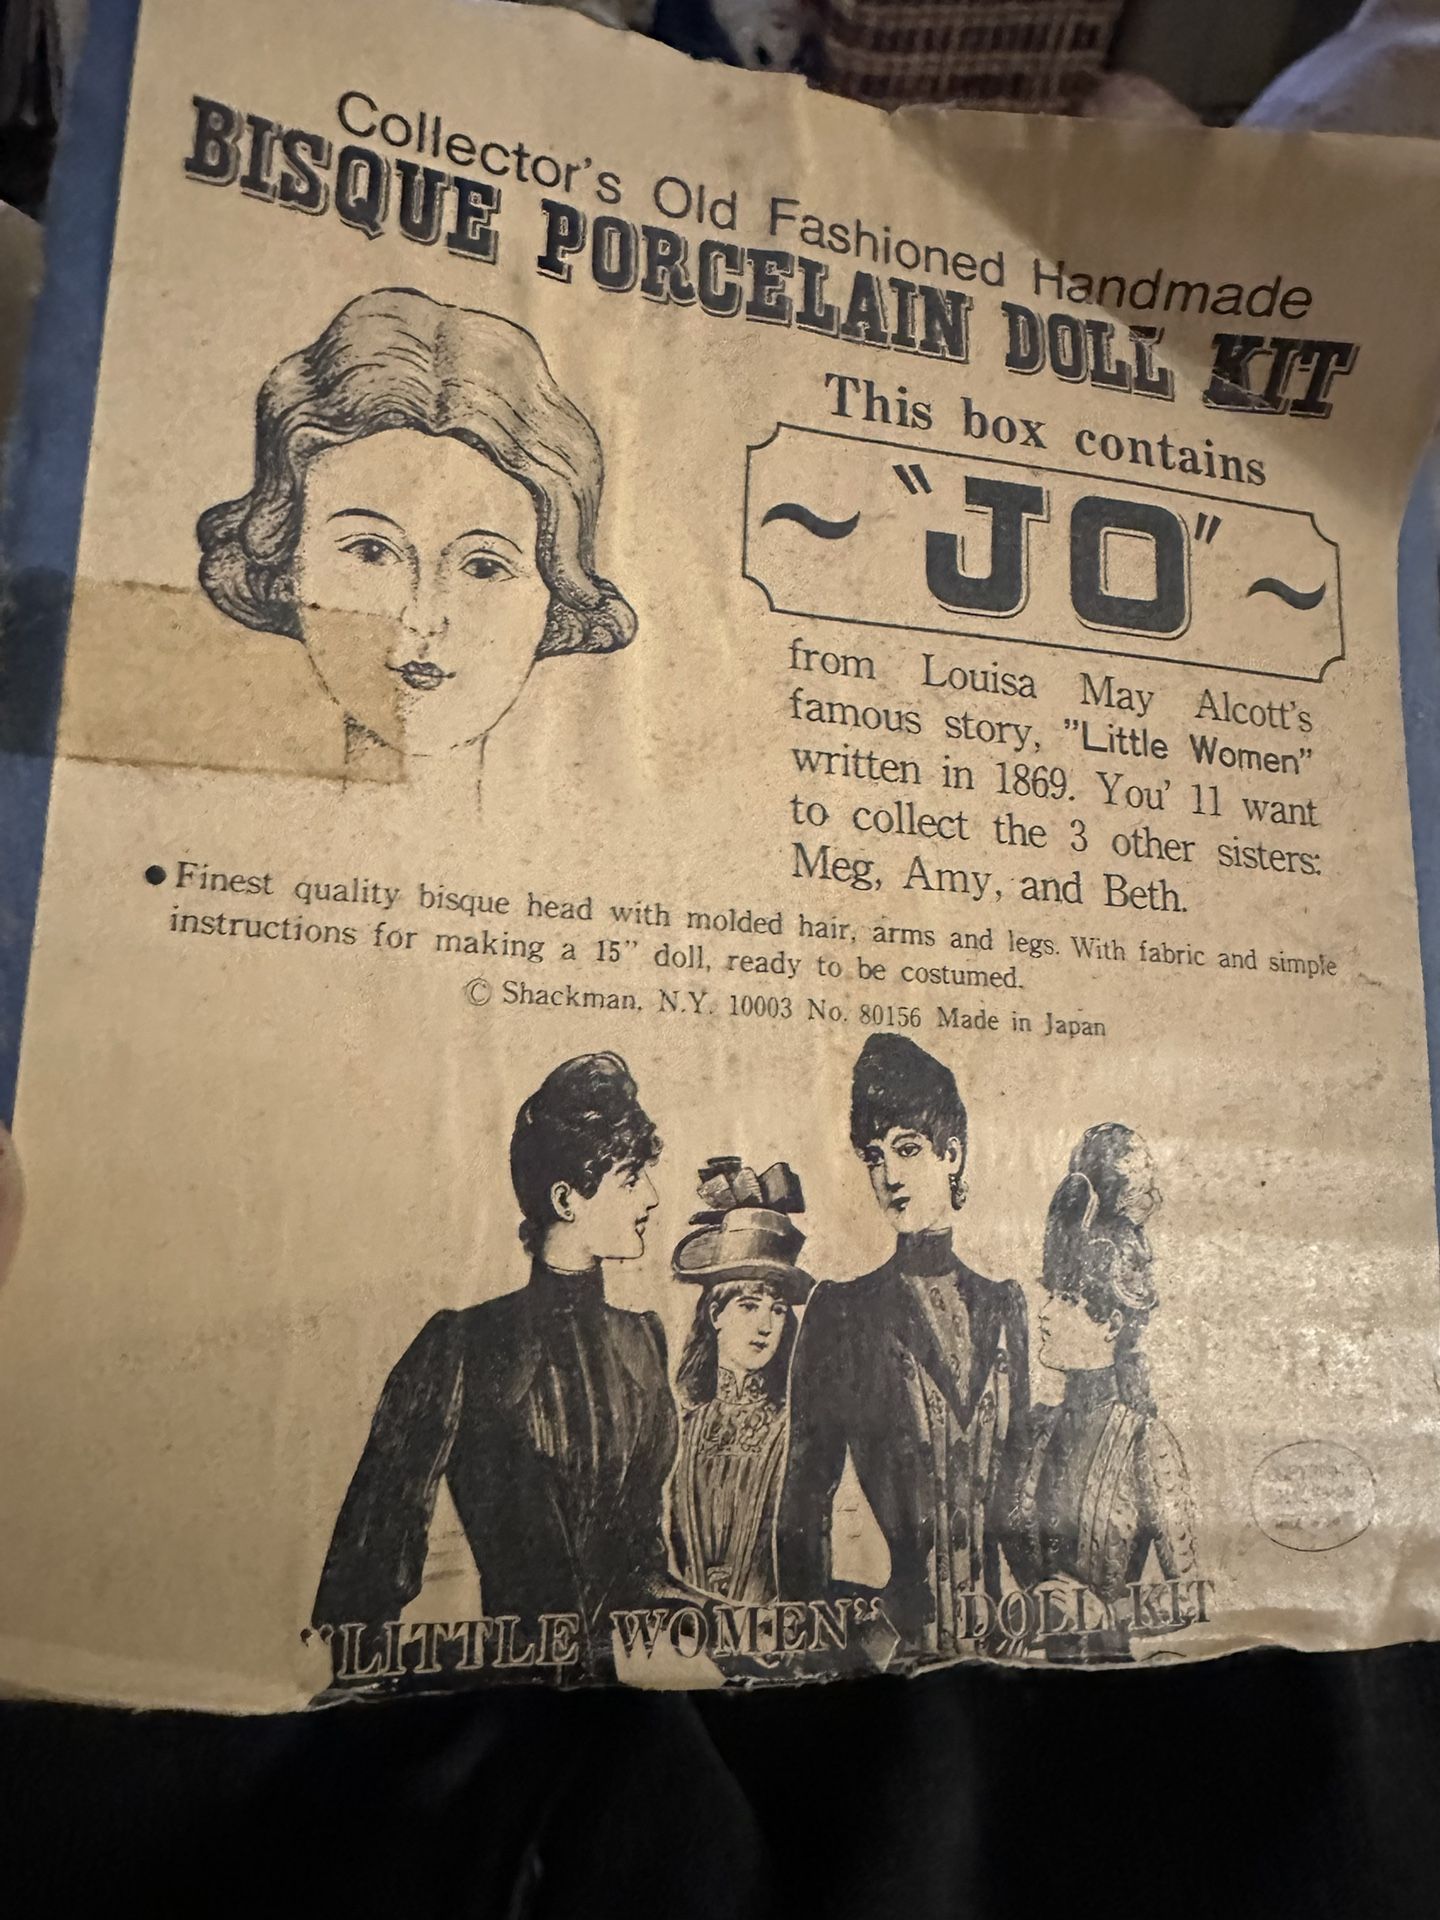 Collector's Old Fashioned Handmade
BISQUE PORCELAIN DOLL KIT
This box contains
~ "JO" ~
from Louisa May Alcott's
famous story, "Little Women"
written in 1869. You' 11 want
to collect the 3 other sisters:
Meg, Amy, and Beth.
● Finest quality bisque head with molded hair, arms and legs. With fabric and simple
instructions for making a 15" doll, ready to be costumed.
© Shackman, N.Y. 10003 No. 80156 Made in Japan
"LITTLE WOMEN" DOLL KIT